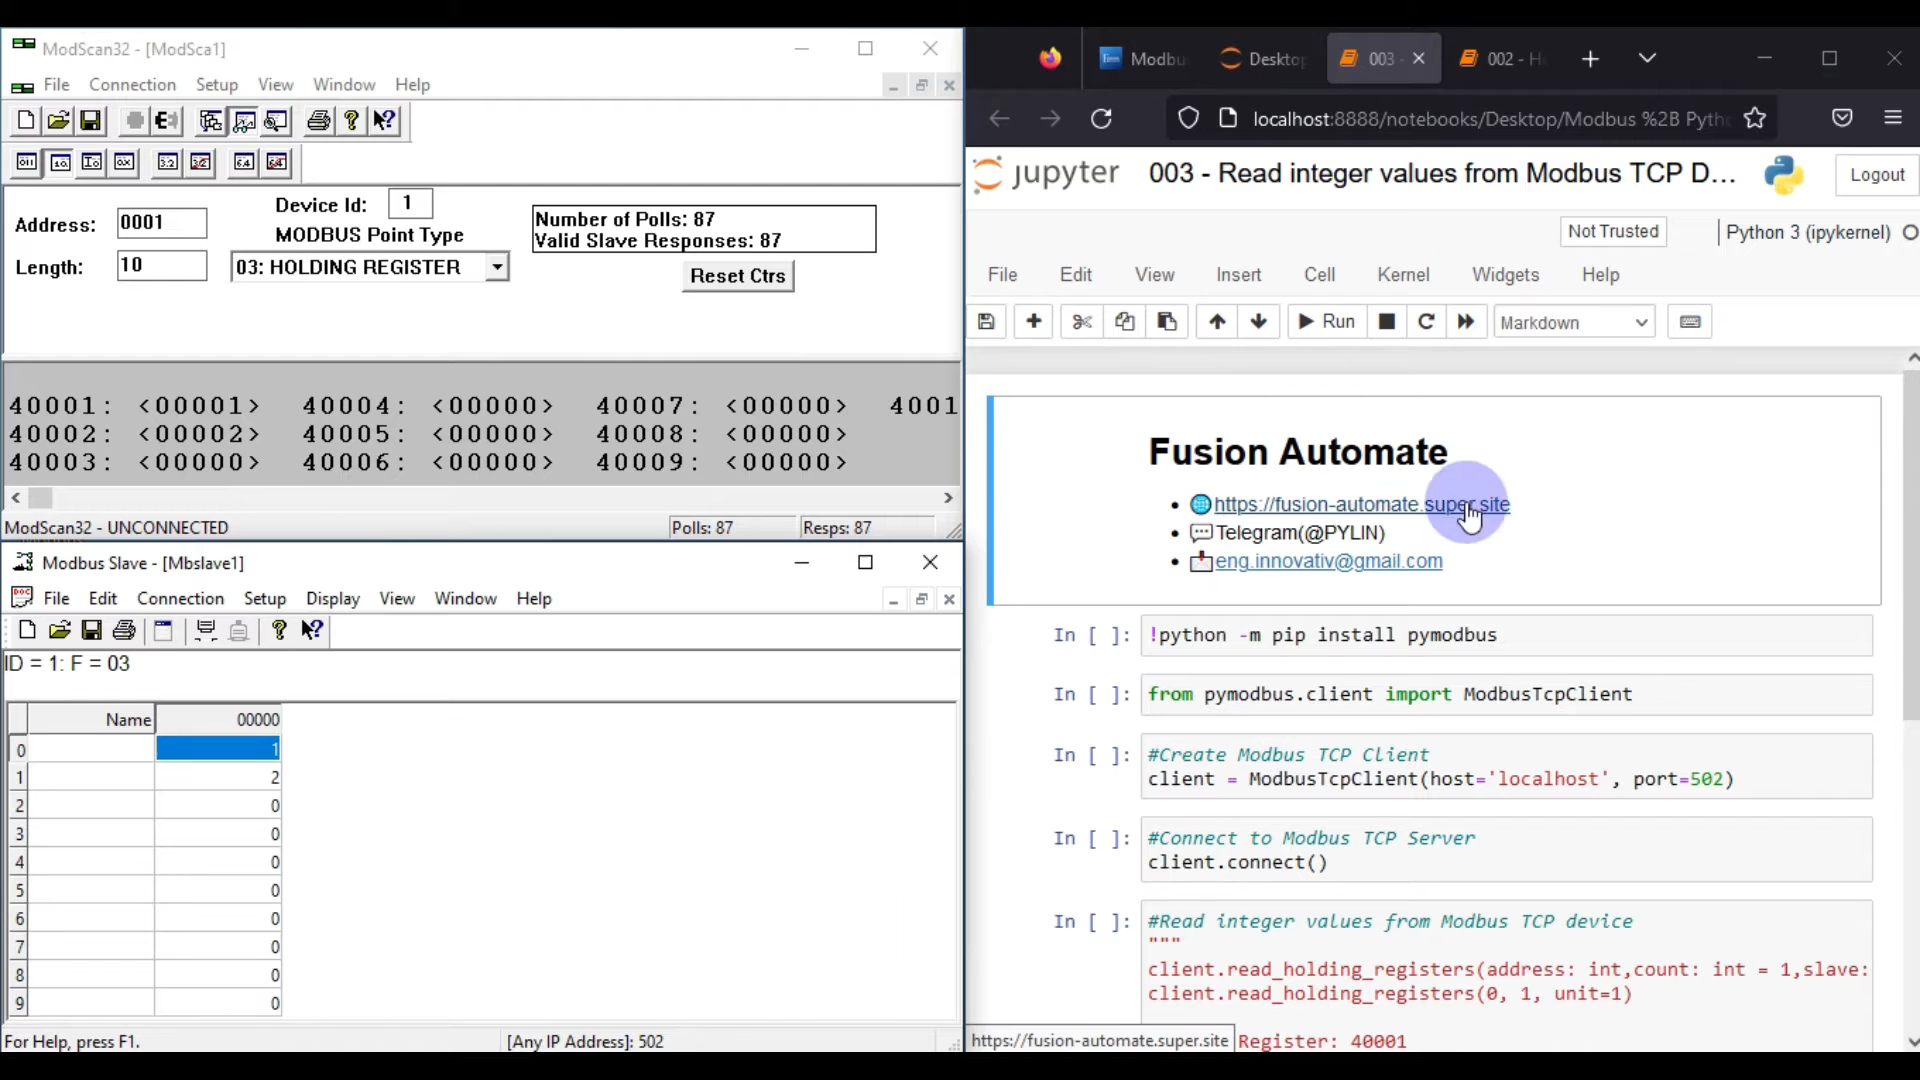 ModScan32 - [ModSca1]
File Connection Setup View Window Help
Address: 0001
Length: 10
Device Id: 1
MODBUS Point Type
03: HOLDING REGISTER
Number of Polls: 87
Valid Slave Responses: 87
Reset Ctrs
40001: <00001> 40004: <00000> 40007: <00000> 4001
40002: <00002> 40005: <00000> 40008: <00000>
40003: <00000> 40006: <00000> 40009: <00000>
ModScan32 - UNCONNECTED Polls: 87 Resps: 87
Modbus Slave - [Mbslave1]
File Edit Connection Setup Display View Window Help
ID = 1: F = 03
Name 00000
0 1
1 2
2 0
3 0
4 0
5 0
6 0
7 0
8 0
9 0
For Help, press F1. [Any IP Address]: 502
Modbu Desktop 003 - 002 - H
localhost:8888/notebooks/Desktop/Modbus %2B Pyth
jupyter 003 - Read integer values from Modbus TCP D... Logout
Not Trusted Python 3 (ipykernel)
File Edit View Insert Cell Kernel Widgets Help
Run Markdown
Fusion Automate
https://fusion-automate.super.site
Telegram(@PYLIN)
eng.innovativ@gmail.com
In [ ]: !python -m pip install pymodbus
In [ ]: from pymodbus.client import ModbusTcpClient
In [ ]: #Create Modbus TCP Client
client = ModbusTcpClient(host='localhost', port=502)
In [ ]: #Connect to Modbus TCP Server
client.connect()
In [ ]: #Read integer values from Modbus TCP device
"""
client.read_holding_registers(address: int,count: int = 1,slave:
client.read_holding_registers(0, 1, unit=1)
Register: 40001
https://fusion-automate.super.site